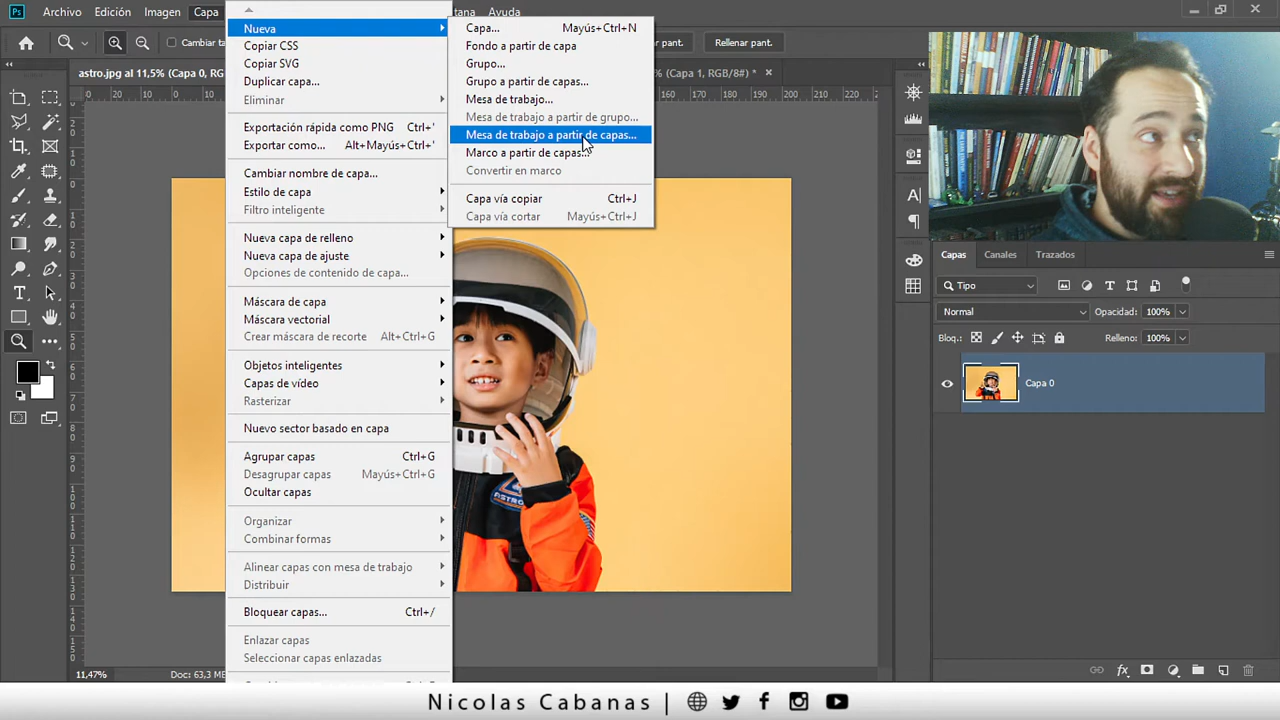 Ps Archivo Edición Imagen Capa Ayuda
Cambiar
pant. Rellenar pant.
astro.jpg al 11,5% (Capa 0, RG % (Capa 1, RGB/8#) *
Nueva
Copiar CSS
Copiar SVG
Duplicar capa...
Eliminar
Exportación rápida como PNG Ctrl+'
Exportar como... Alt+Mayús+Ctrl+'
Cambiar nombre de capa...
Estilo de capa
Filtro inteligente
Nueva capa de relleno
Nueva capa de ajuste
Opciones de contenido de capa...
Máscara de capa
Máscara vectorial
Crear máscara de recorte Alt+Ctrl+G
Objetos inteligentes
Capas de vídeo
Rasterizar
Nuevo sector basado en capa
Agrupar capas Ctrl+G
Desagrupar capas Mayús+Ctrl+G
Ocultar capas
Organizar
Combinar formas
Alinear capas con mesa de trabajo
Distribuir
Bloquear capas... Ctrl+/
Enlazar capas
Seleccionar capas enlazadas
Capa... Mayús+Ctrl+N
Fondo a partir de capa
Grupo...
Grupo a partir de capas...
Mesa de trabajo...
Mesa de trabajo a partir de grupo...
Mesa de trabajo a partir de capas...
Marco a partir de capas...
Convertir en marco
Capa vía copiar Ctrl+J
Capa vía cortar Mayús+Ctrl+J
160 170 180 190 200 210 220
Capas Canales Trazados
Tipo
Normal Opacidad: 100%
Bloq.: Relleno: 100%
Capa 0
11,47% Doc: 63,3 M
Nicolas Cabanas |